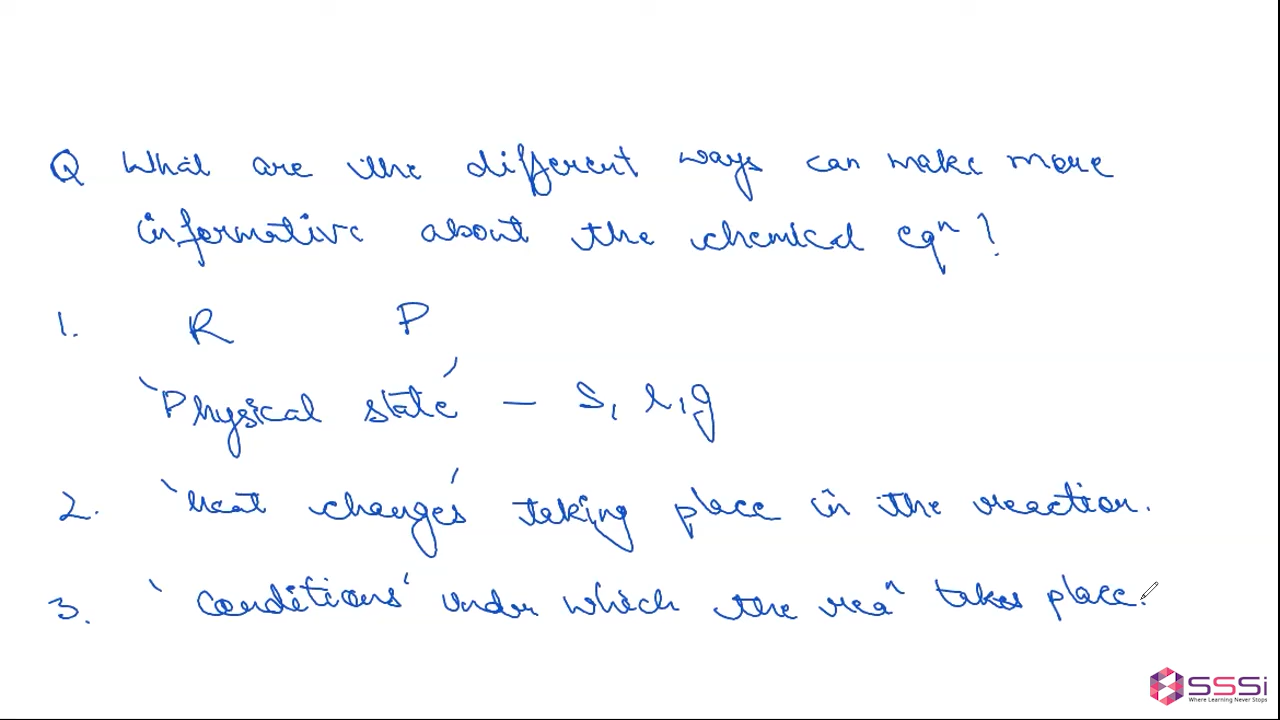 Q What are the different ways can make more
informative about the chemical eqⁿ?
1. R P
'Physical state' - s, l, g
2. 'heat changes' taking place in the reaction.
3. 'conditions' under which the reaⁿ takes place.
SSSi
Where Learning Never Stops